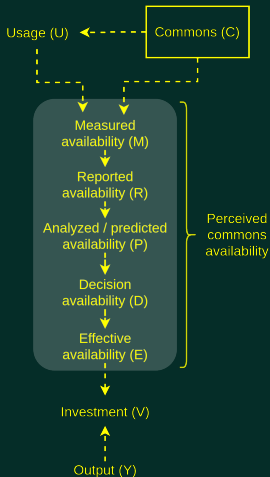 Usage (U)
Commons (C)
Measured
availability (M)
Reported
availability (R)
Analyzed / predicted
availability (P)
Decision
availability (D)
Effective
availability (E)
Perceived
commons
availability
Investment (V)
Output (Y)